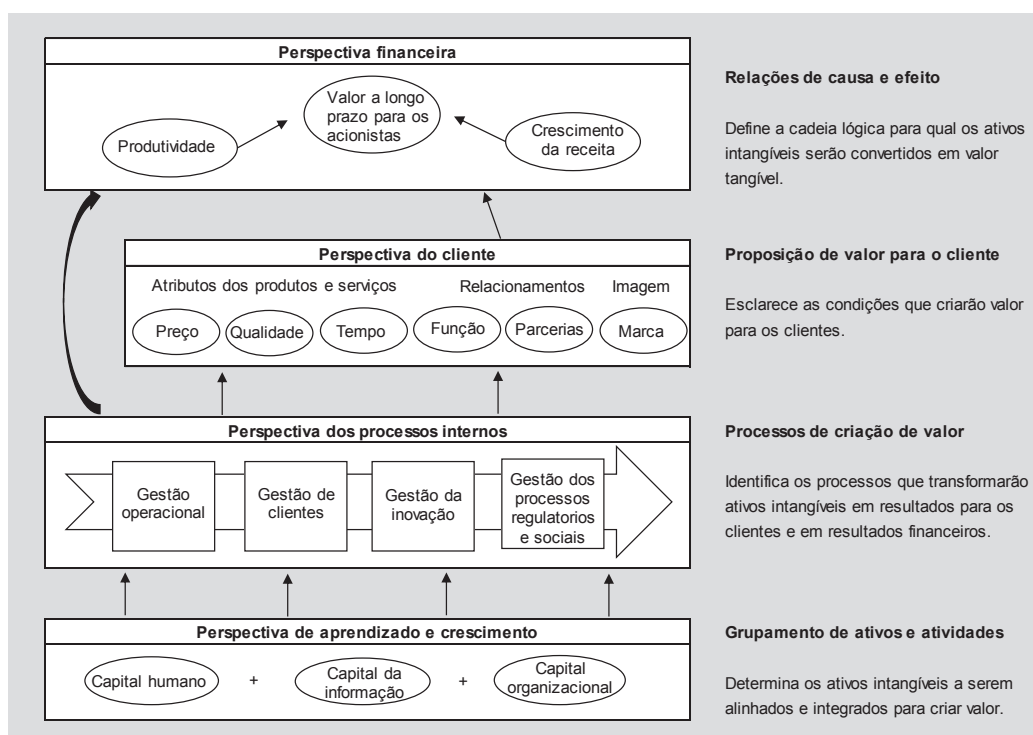 Perspectiva financeira
Valor a longo
prazo para os
acionistas
Produtividade
Crescimento
da receita
Relações de causa e efeito
Define a cadeia lógica para qual os ativos
intangíveis serão convertidos em valor
tangível.
Perspectiva do cliente
Atributos dos produtos e serviços
Relacionamentos
Imagem
Preço
Qualidade
Tempo
Função
Parcerias
Marca
Proposição de valor para o cliente
Esclarece as condições que criarão valor
para os clientes.
Perspectiva dos processos internos
Gestão
operacional
Gestão de
clientes
Gestão da
inovação
Gestão dos
processos
regulatorios
e sociais
Processos de criação de valor
Identifica os processos que transformarão
ativos intangíveis em resultados para os
clientes e em resultados financeiros.
Perspectiva de aprendizado e crescimento
Capital humano
+
Capital da
informação
+
Capital
organizacional
Grupamento de ativos e atividades
Determina os ativos intangíveis a serem
alinhados e integrados para criar valor.